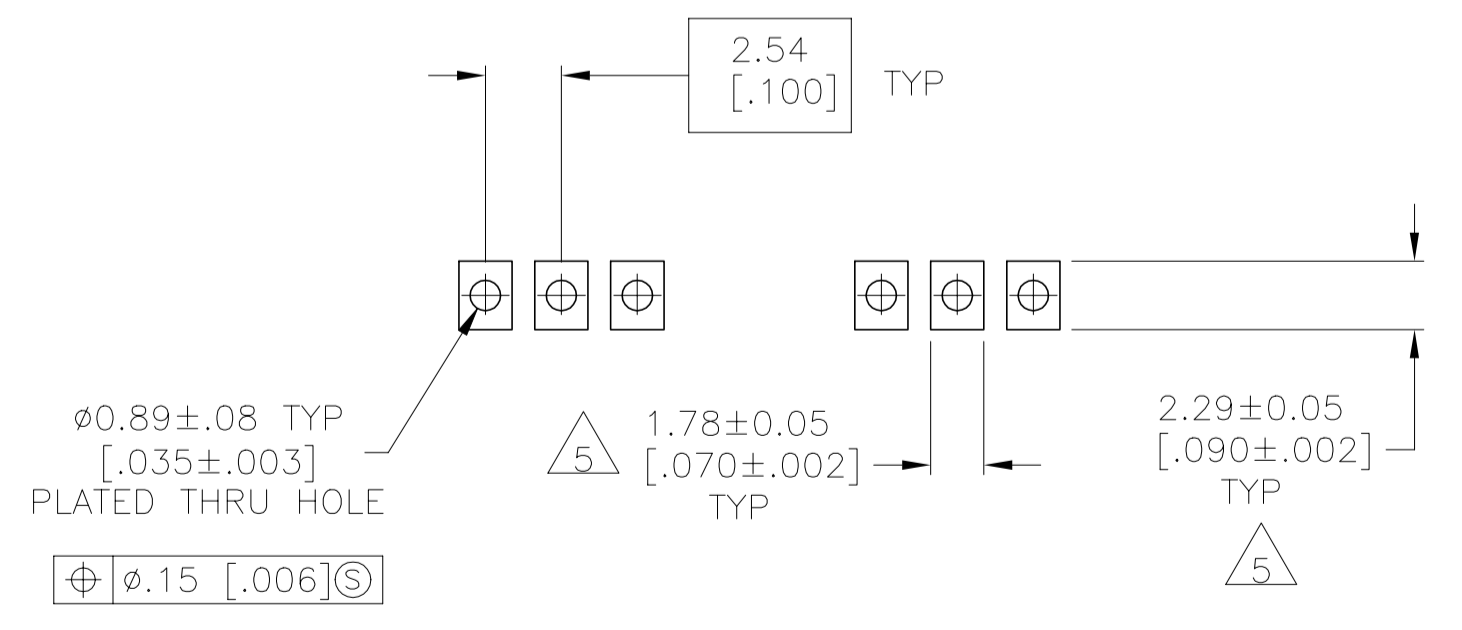 2.54
[.100]
TYP
⌀0.89±.08 TYP
[.035±.003]
PLATED THRU HOLE
⌖ ⌀.15 [.006]Ⓢ
5
1.78±0.05
[.070±.002]
TYP
2.29±0.05
[.090±.002]
TYP
5